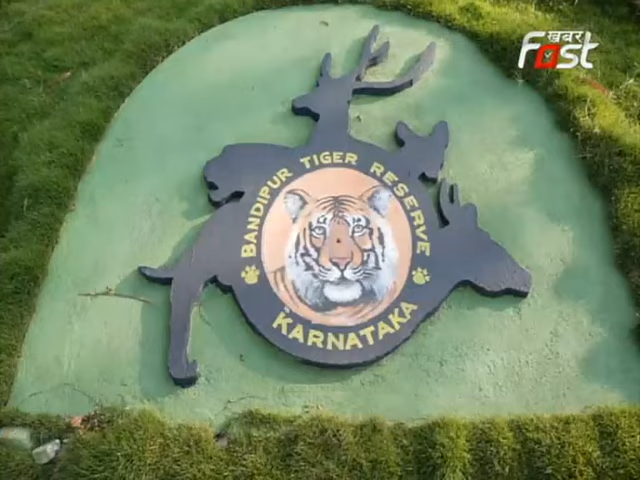 खबर
Fast
BANDIPUR TIGER RESERVE
KARNATAKA